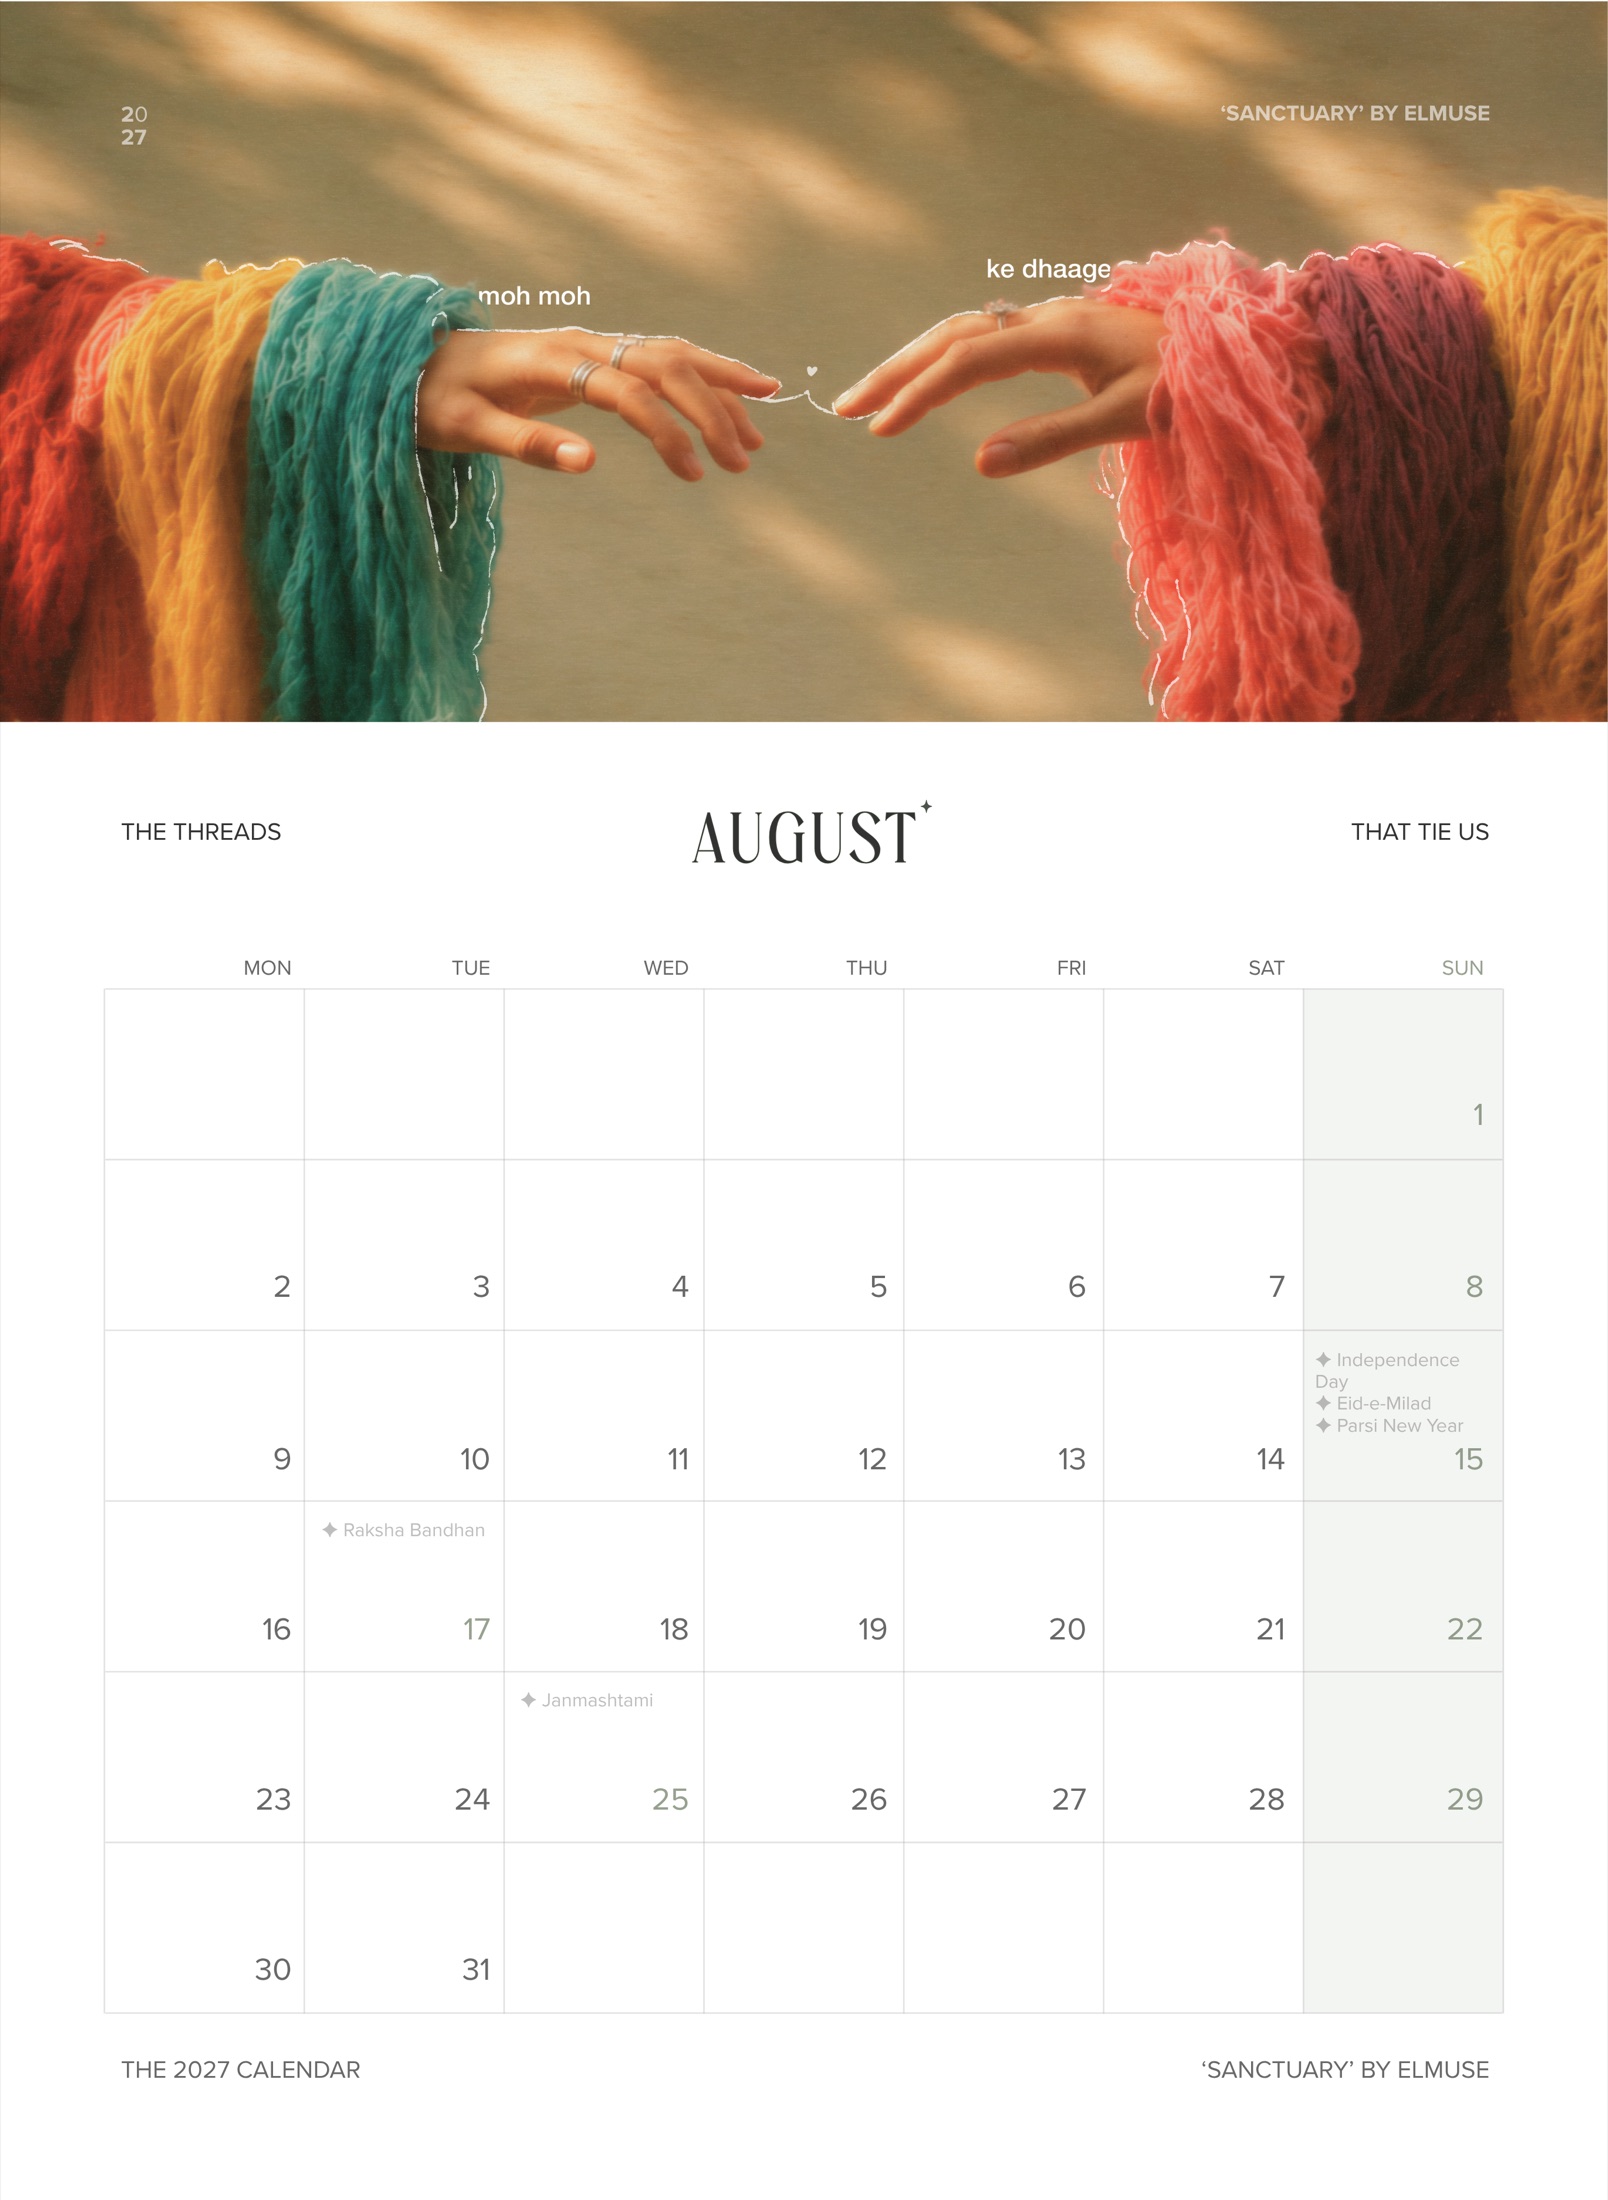 20
27
‘SANCTUARY’ BY ELMUSE
moh moh
ke dhaage
THE THREADS
AUGUST
THAT TIE US
MON TUE WED THU FRI SAT SUN
1
2 3 4 5 6 7 8
Independence
Day
Eid-e-Milad
Parsi New Year
9 10 11 12 13 14 15
Raksha Bandhan
16 17 18 19 20 21 22
Janmashtami
23 24 25 26 27 28 29
30 31
THE 2027 CALENDAR
‘SANCTUARY’ BY ELMUSE